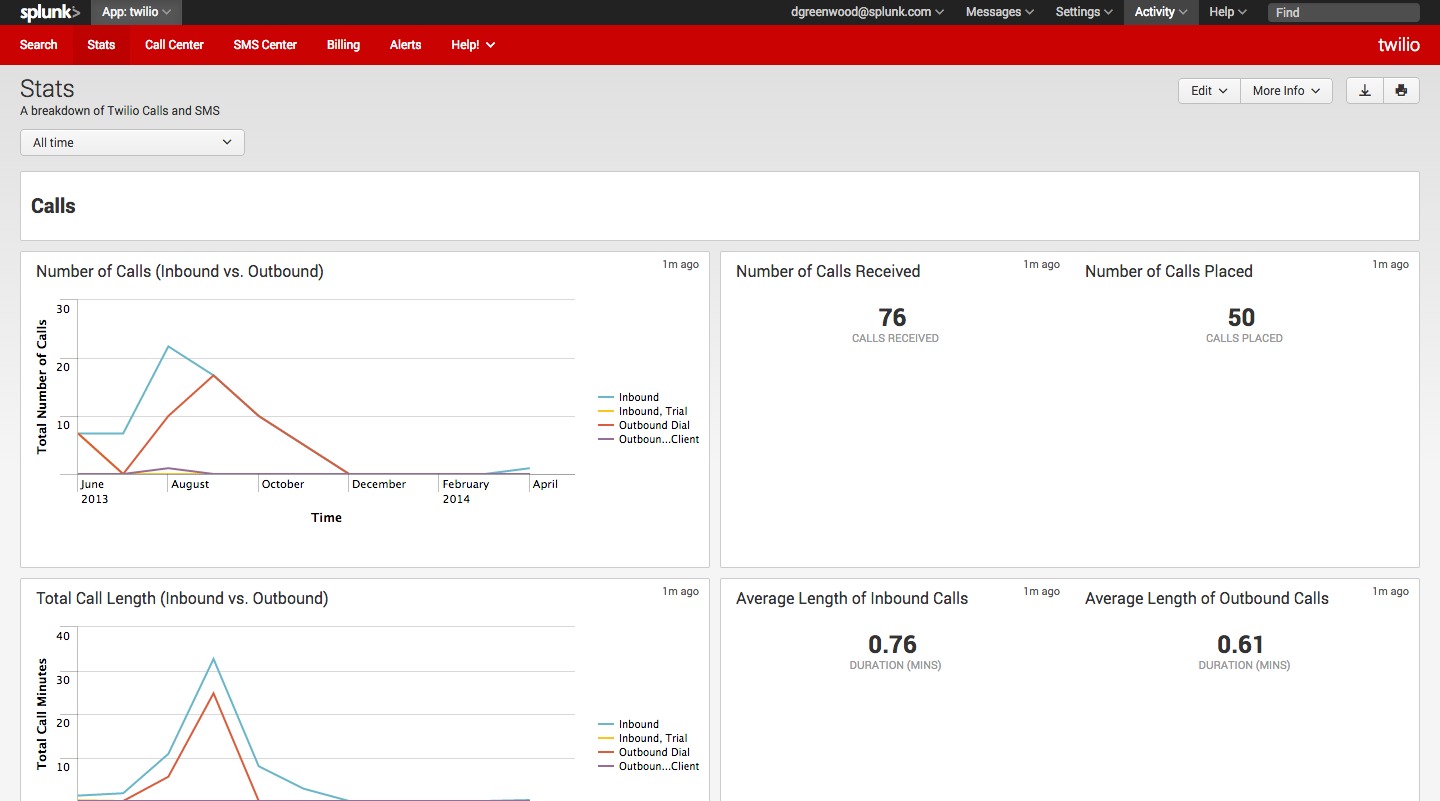 splunk> App: twilio dgreenwood@splunk.com Messages Settings Activity Help Find
Search Stats Call Center SMS Center Billing Alerts Help! twilio
Stats
A breakdown of Twilio Calls and SMS
Edit More Info
All time
Calls
Number of Calls (Inbound vs. Outbound) 1m ago
30
20
10
Total Number of Calls
Inbound
Inbound, Trial
Outbound Dial
Outboun...Client
June August October December February April
2013 2014
Time
Number of Calls Received 1m ago
76
CALLS RECEIVED
Number of Calls Placed 1m ago
50
CALLS PLACED
Total Call Length (Inbound vs. Outbound) 1m ago
40
30
20
10
Total Call Minutes
Inbound
Inbound, Trial
Outbound Dial
Outboun...Client
Average Length of Inbound Calls 1m ago
0.76
DURATION (MINS)
Average Length of Outbound Calls 1m ago
0.61
DURATION (MINS)